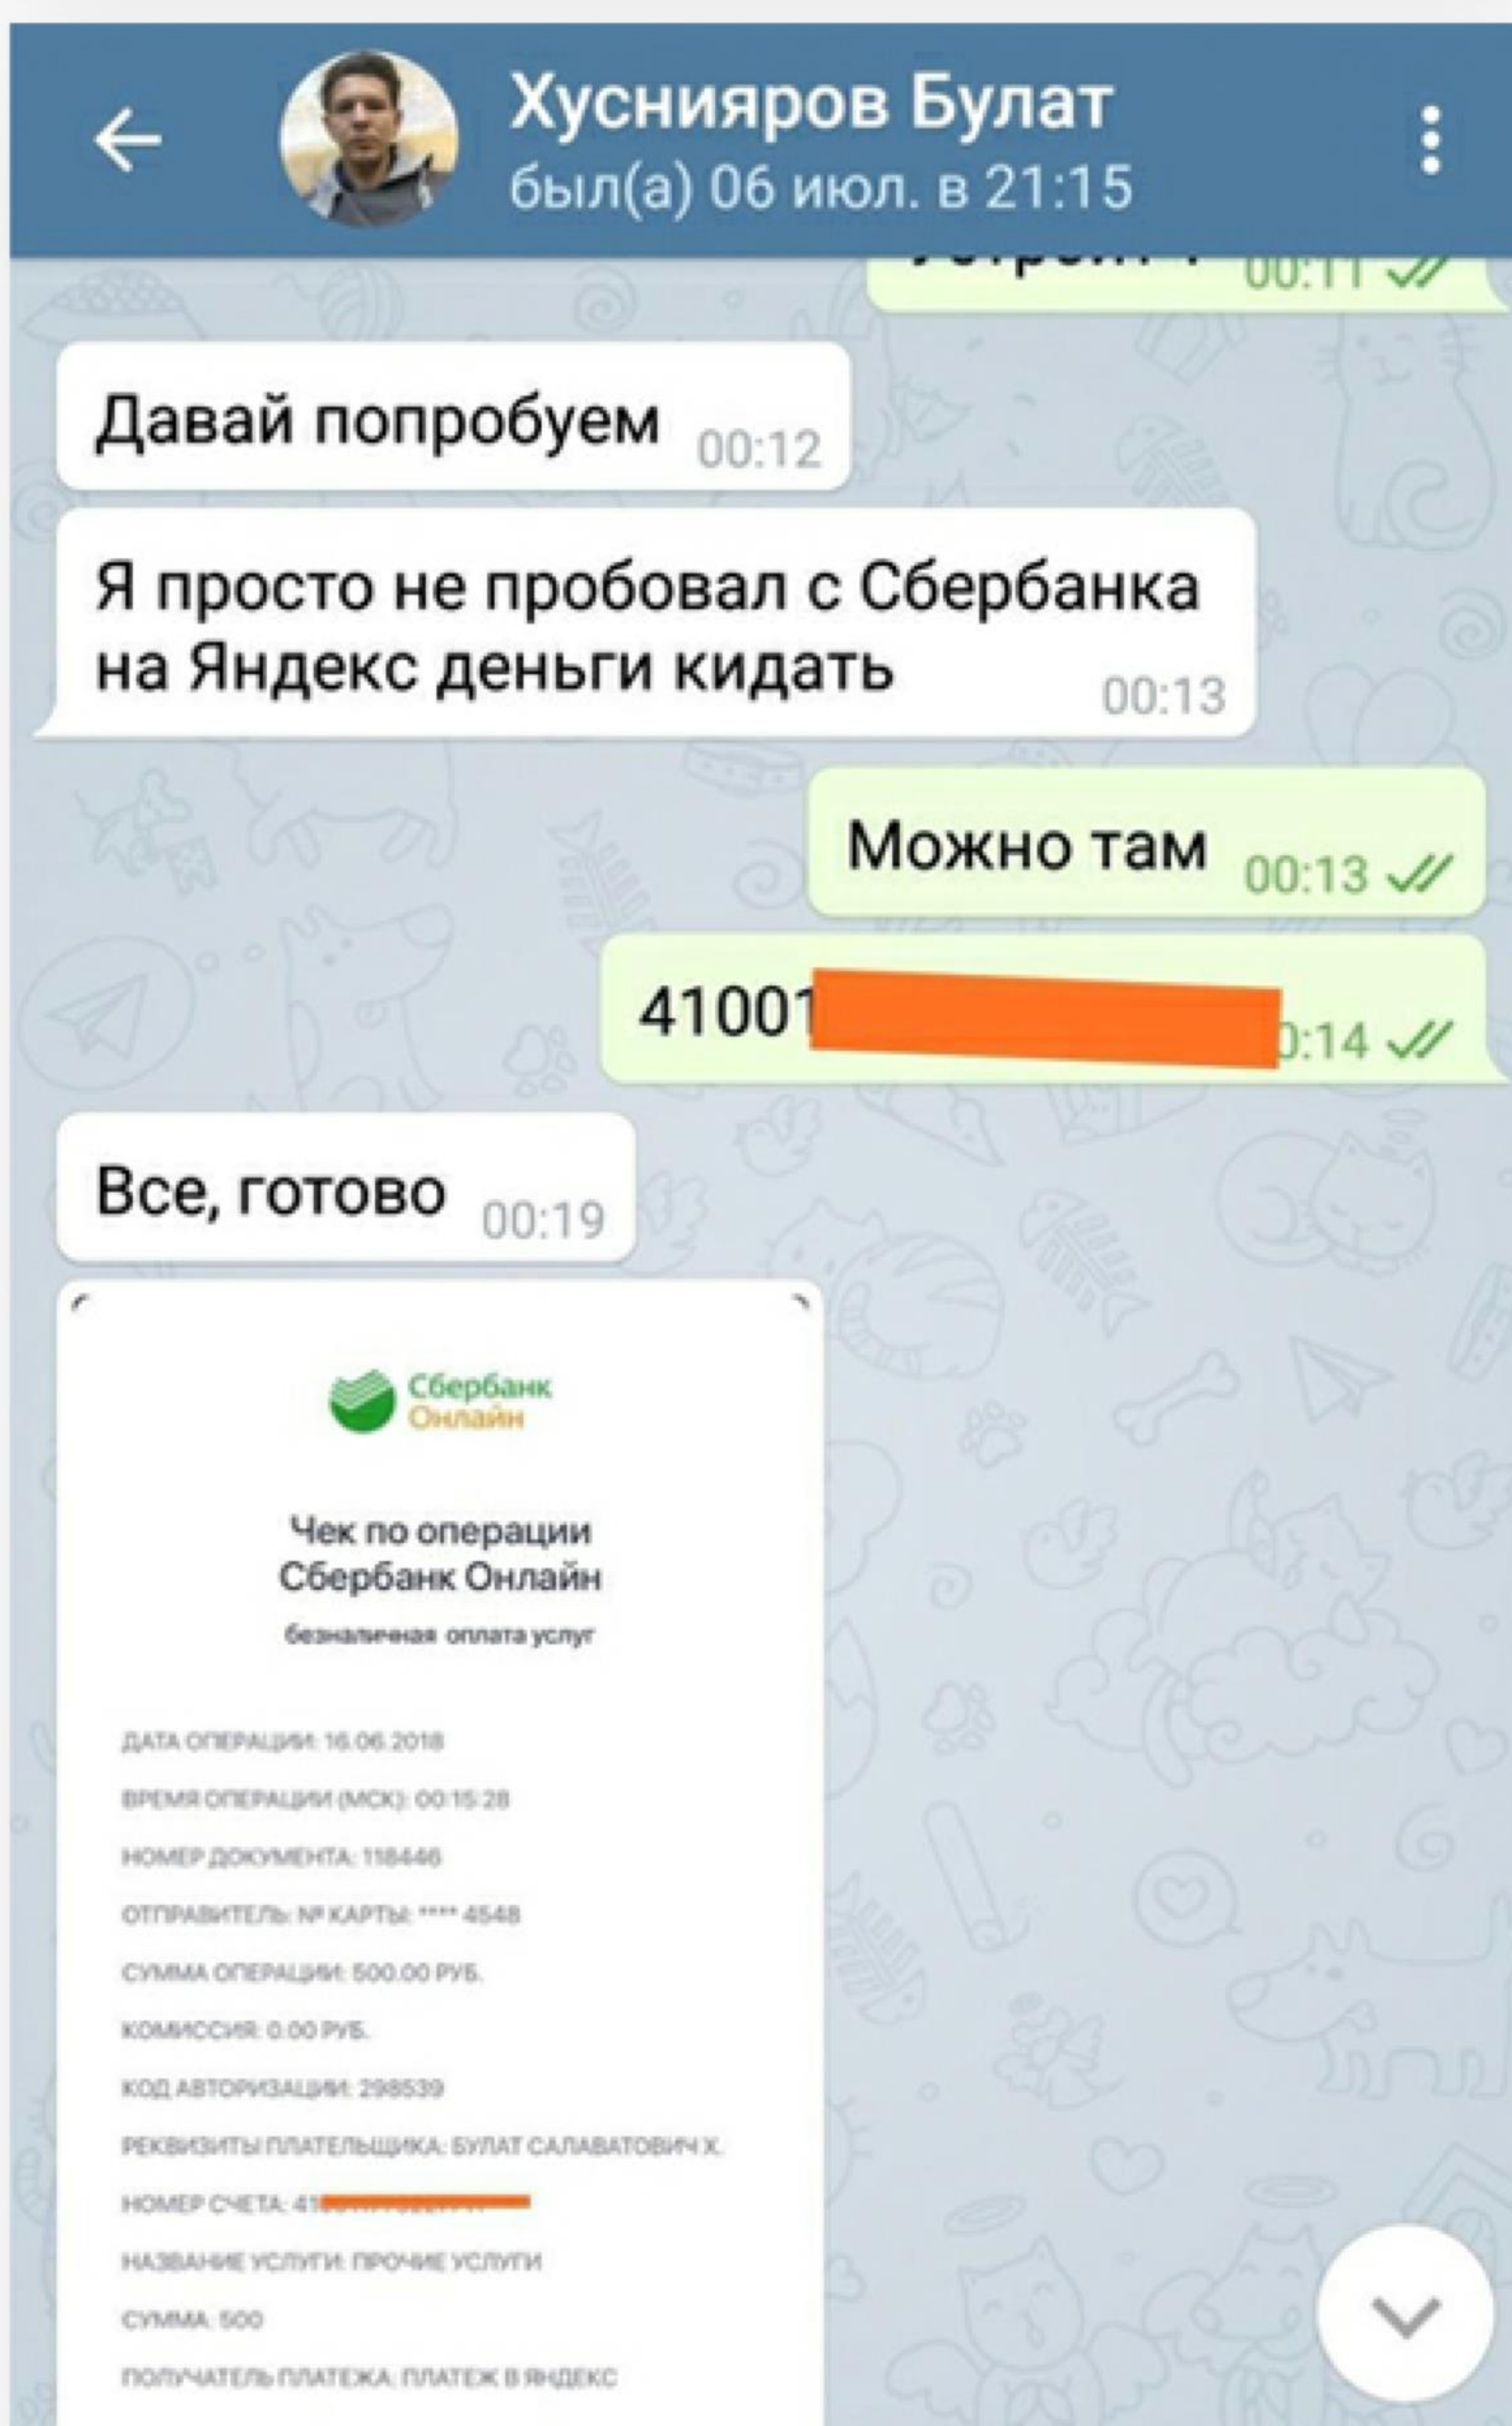 Хуснияров Булат
был(а) 06 июл. в 21:15
00:11
Давай попробуем 00:12
Я просто не пробовал с Сбербанка
на Яндекс деньги кидать 00:13
Можно там 00:13
41001 0:14
Все, готово 00:19
Сбербанк
Онлайн
Чек по операции
Сбербанк Онлайн
безналичная оплата услуг
ДАТА ОПЕРАЦИИ: 16.06.2018
ВРЕМЯ ОПЕРАЦИИ (МСК): 00:15:28
НОМЕР ДОКУМЕНТА: 118446
ОТПРАВИТЕЛЬ: № КАРТЫ: **** 4548
СУММА ОПЕРАЦИИ: 500.00 РУБ.
КОМИССИЯ: 0.00 РУБ.
КОД АВТОРИЗАЦИИ: 298539
РЕКВИЗИТЫ ПЛАТЕЛЬЩИКА: БУЛАТ САЛАВАТОВИЧ Х.
НОМЕР СЧЕТА: 41
НАЗВАНИЕ УСЛУГИ: ПРОЧИЕ УСЛУГИ
СУММА: 500
ПОЛУЧАТЕЛЬ ПЛАТЕЖА: ПЛАТЕЖ В ЯНДЕКС